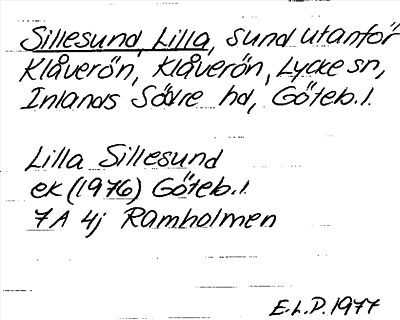 Sillesund, Lilla, sund utanför
Klåverön, Klåverön, Lycke sn,
Inlands Södre hd, Göteb. l.
Lilla Sillesund
ek (1976) Göteb. l.
7A 4j Ramholmen
E.L.P. 1977